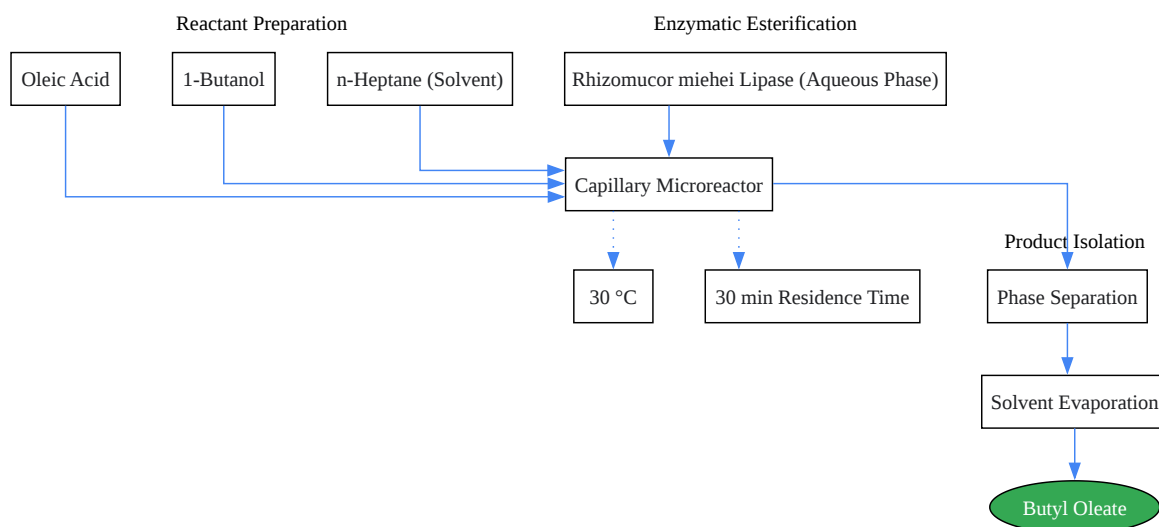 Reactant Preparation
Enzymatic Esterification
Oleic Acid
1-Butanol
n-Heptane (Solvent)
Rhizomucor miehei Lipase (Aqueous Phase)
Capillary Microreactor
Product Isolation
30 °C
30 min Residence Time
Phase Separation
Solvent Evaporation
Butyl Oleate